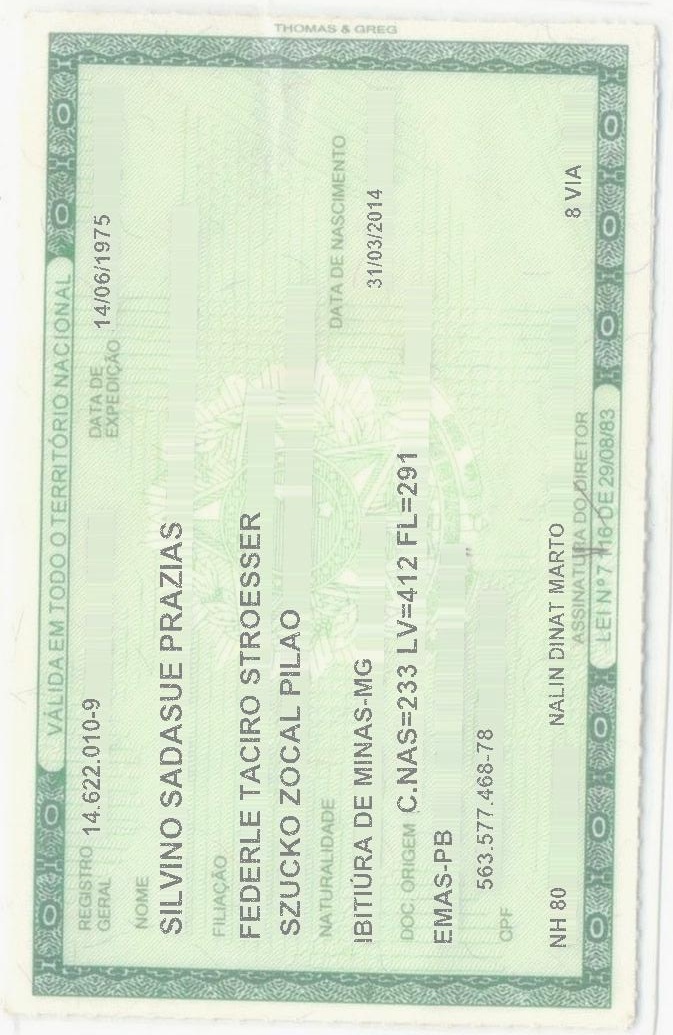 THOMAS & GREG
VÁLIDA EM TODO O TERRITÓRIO NACIONAL
REGISTRO GERAL 14.622.010-9 DATA DE EXPEDIÇÃO 14/06/1975
NOME
SILVINO SADASUE PRAZIAS
FILIAÇÃO
FEDERLE TACIRO STROESSER
SZUCKO ZOCAL PILAO
NATURALIDADE DATA DE NASCIMENTO
IBITIÚRA DE MINAS-MG 31/03/2014
DOC. ORIGEM C.NAS=233 LV=412 FL=291
EMAS-PB
563.577.468-78
CPF
NH 80 NALIN DINAT MARTO 8 VIA
ASSINATURA DO DIRETOR
LEI Nº 7 116 DE 29/08/83